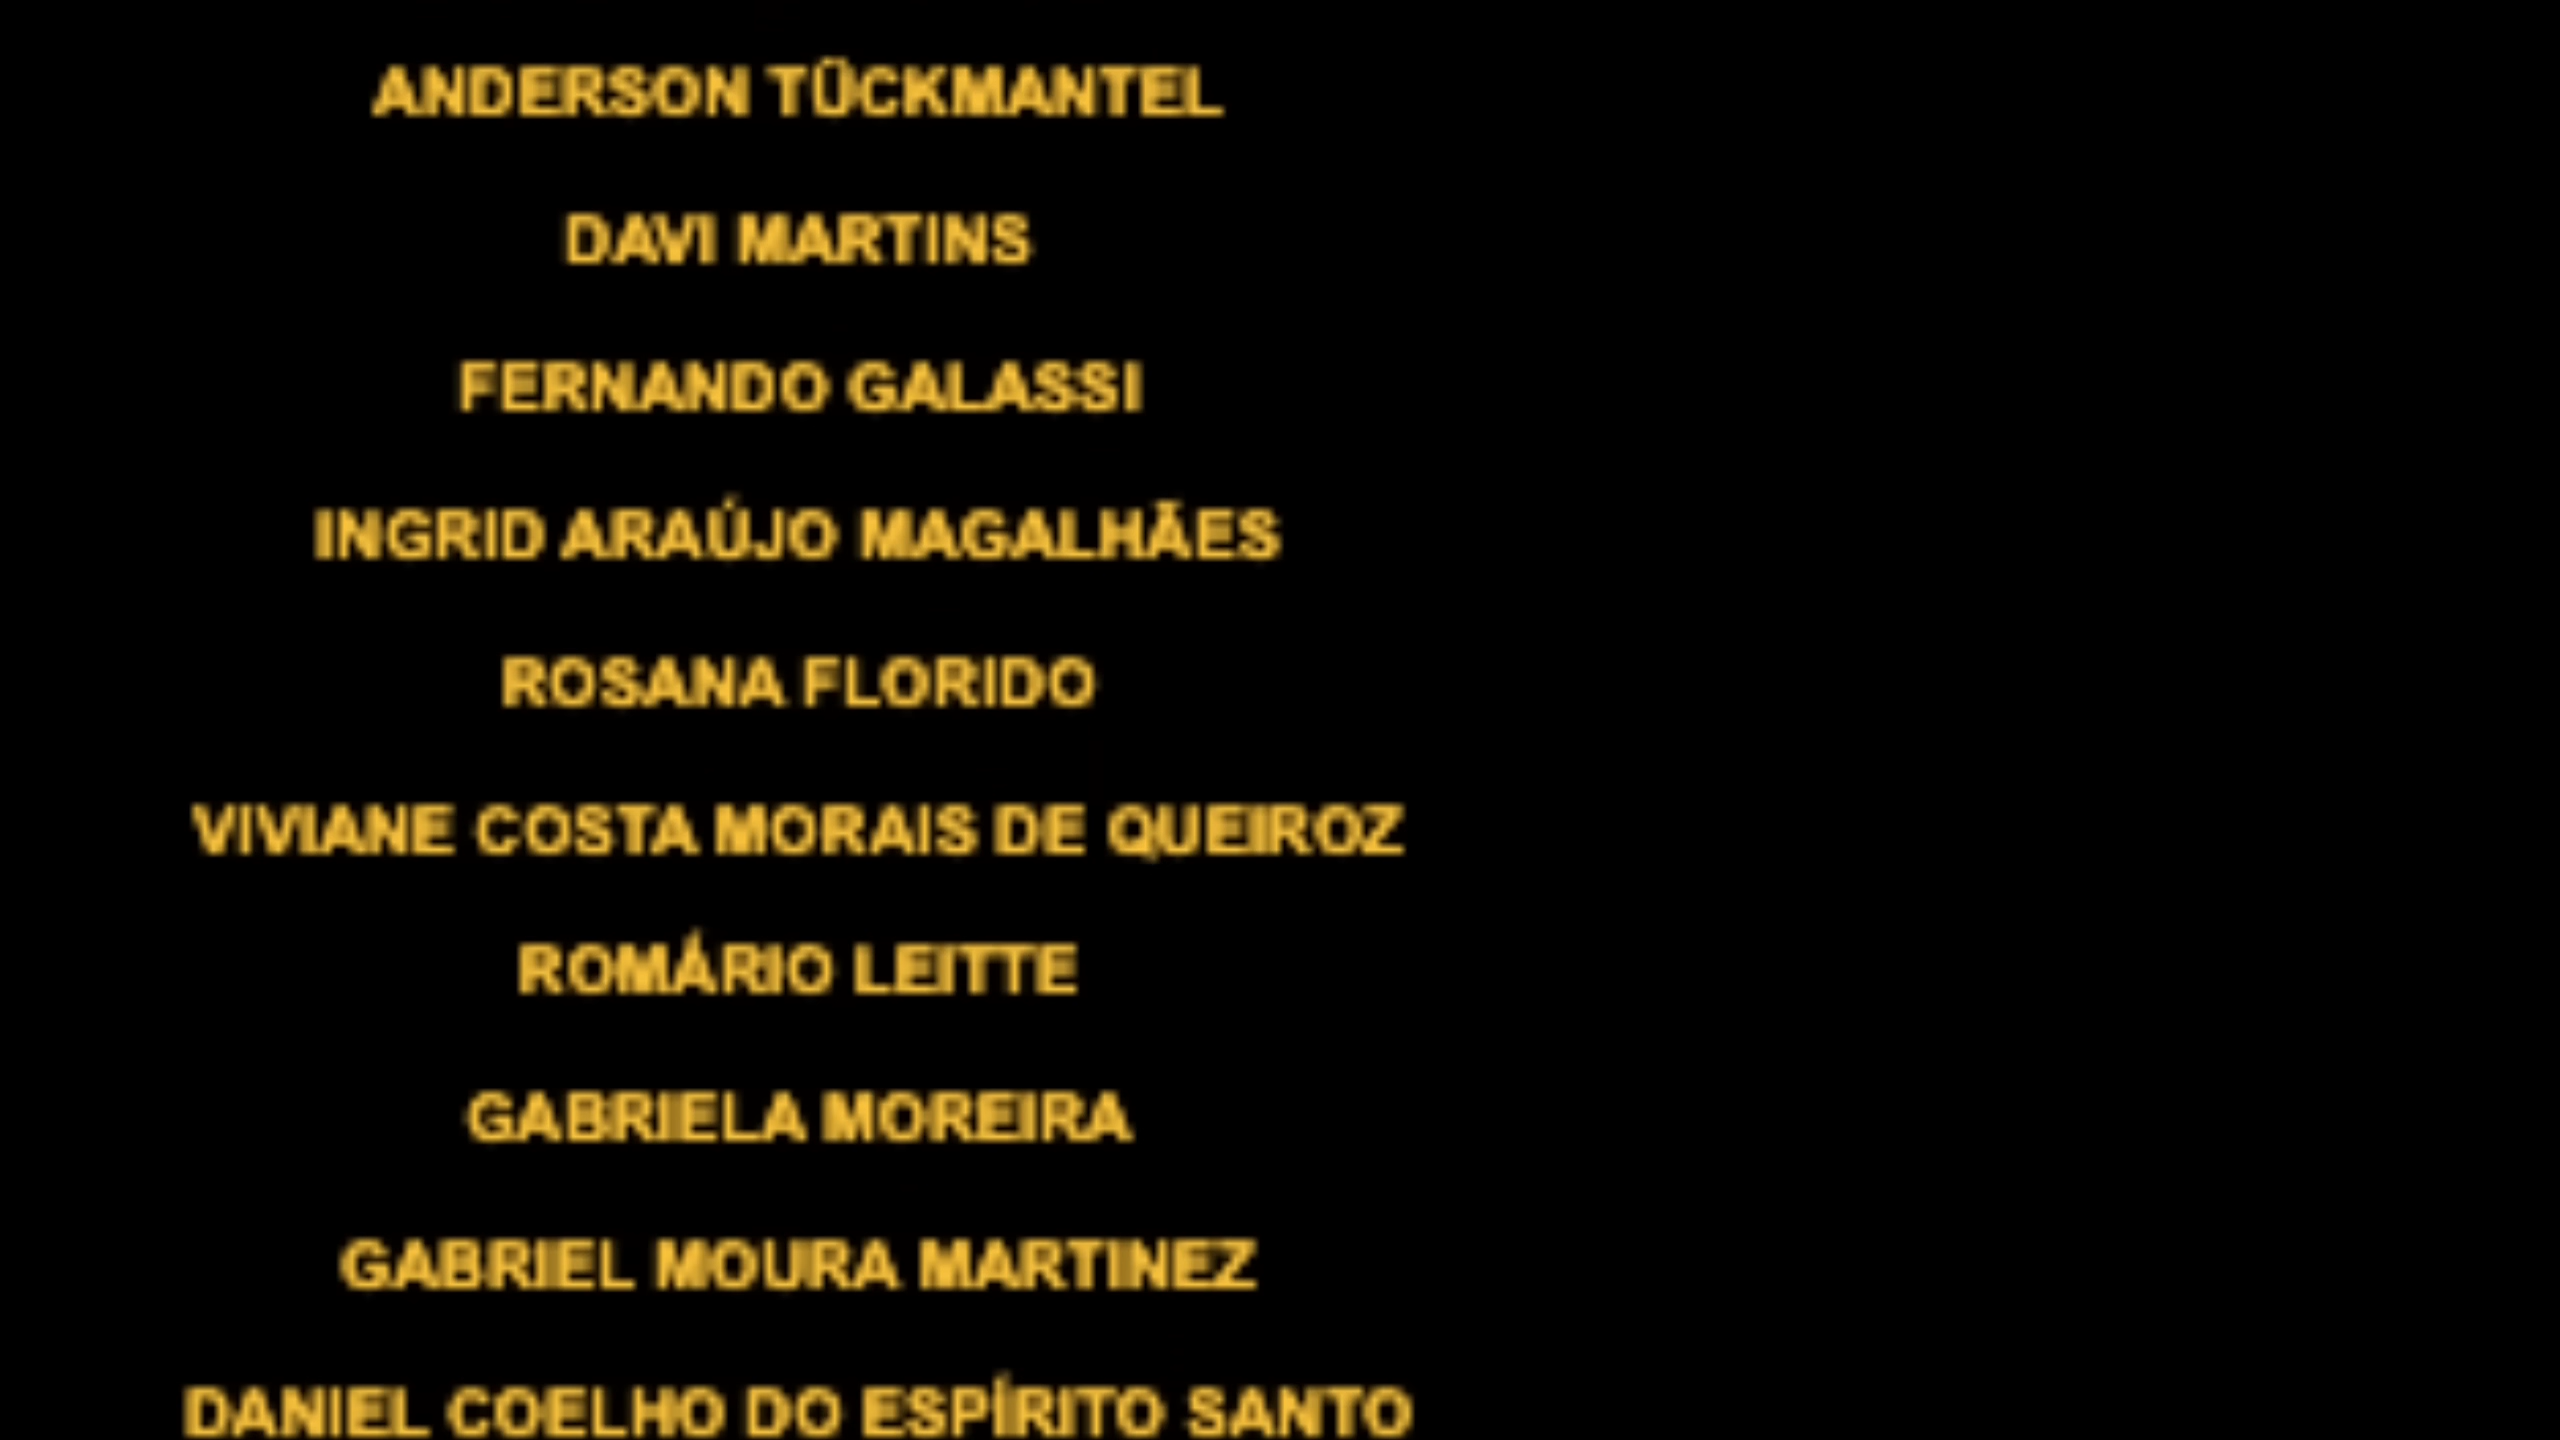 ANDERSON TÜCKMANTEL
DAVI MARTINS
FERNANDO GALASSI
INGRID ARAÚJO MAGALHÃES
ROSANA FLORIDO
VIVIANE COSTA MORAIS DE QUEIROZ
ROMÁRIO LEITTE
GABRIELA MOREIRA
GABRIEL MOURA MARTINEZ
DANIEL COELHO DO ESPÍRITO SANTO